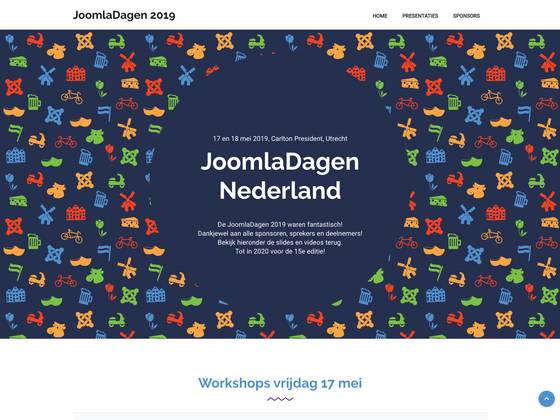 JoomlaDagen 2019
HOME PRESENTATIES SPONSORS
17 en 18 mei 2019, Carlton President, Utrecht
JoomlaDagen
Nederland
De JoomlaDagen 2019 waren fantastisch!
Dankjewel aan alle sponsoren, sprekers en deelnemers!
Bekijk hieronder de slides en videos terug.
Tot in 2020 voor de 15e editie!
Workshops vrijdag 17 mei